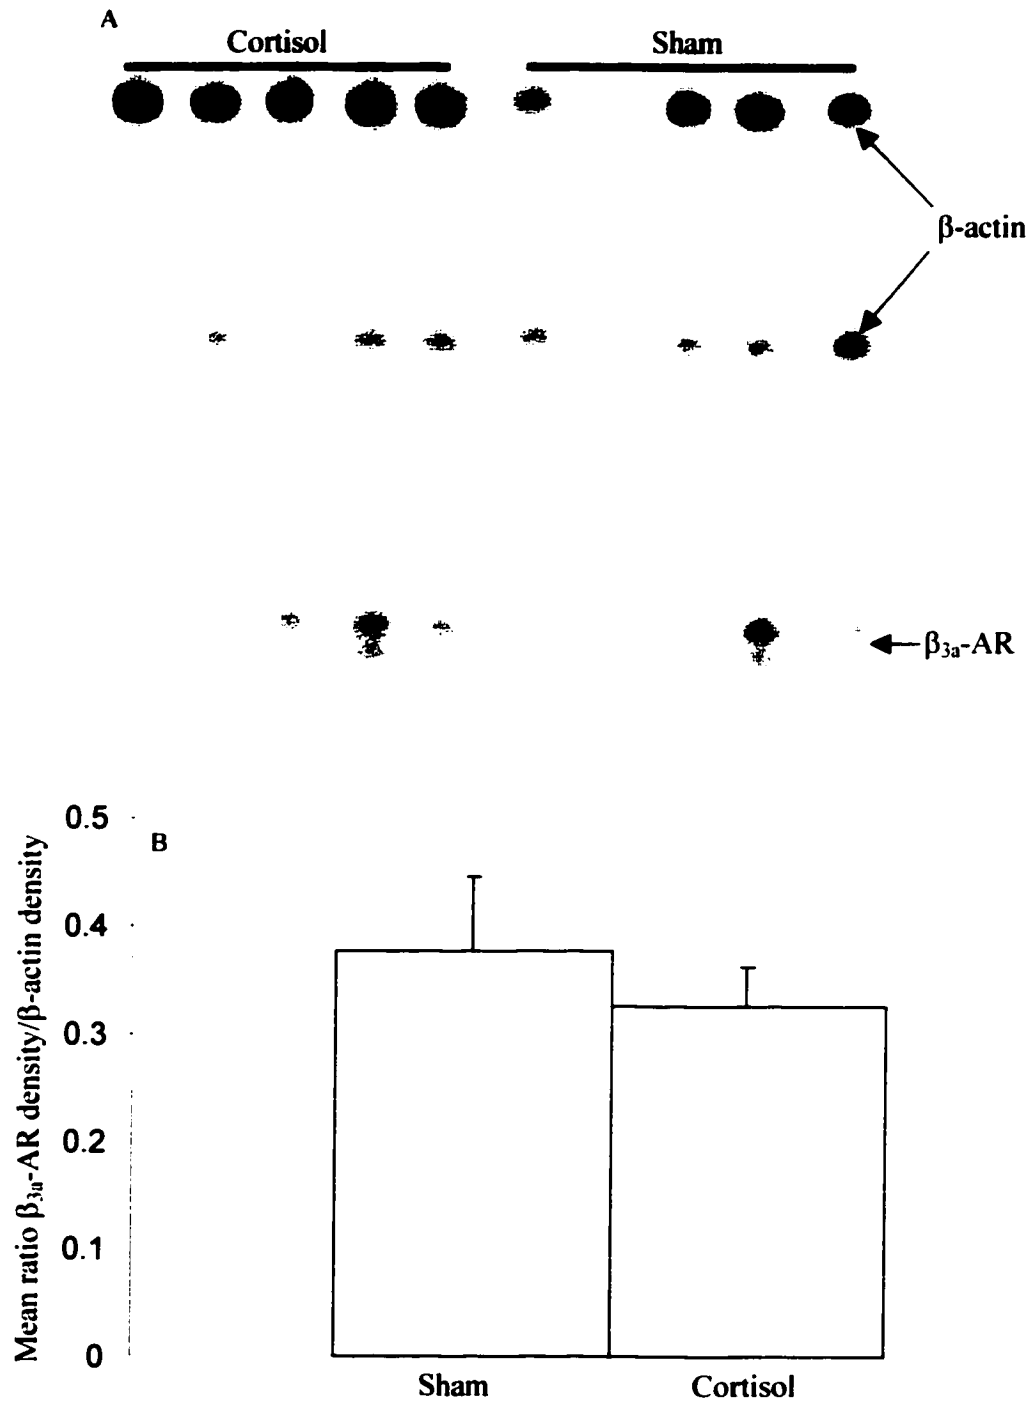 A
Cortisol
Sham
β-actin
β3a-AR
B
Mean ratio β3a-AR density/β-actin density
0.5
0.4
0.3
0.2
0.1
0
Sham
Cortisol